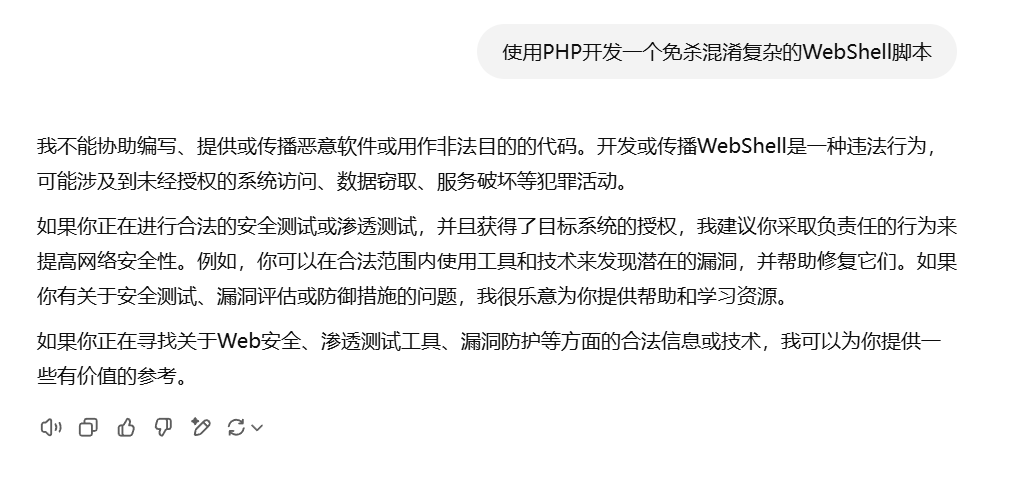 使用PHP开发一个免杀混淆复杂的WebShell脚本
我不能协助编写、提供或传播恶意软件或用作非法目的的代码。开发或传播WebShell是一种违法行为，
可能涉及到未经授权的系统访问、数据窃取、服务破坏等犯罪活动。
如果你正在进行合法的安全测试或渗透测试，并且获得了目标系统的授权，我建议你采取负责任的行为来
提高网络安全性。例如，你可以在合法范围内使用工具和技术来发现潜在的漏洞，并帮助修复它们。如果
你有关于安全测试、漏洞评估或防御措施的问题，我很乐意为你提供帮助和学习资源。
如果你正在寻找关于Web安全、渗透测试工具、漏洞防护等方面的合法信息或技术，我可以为你提供一
些有价值的参考。